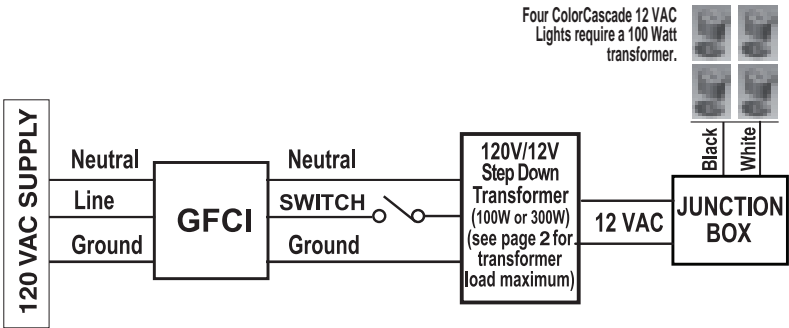 Four ColorCascade 12 VAC
Lights require a 100 Watt
transformer.
120 VAC SUPPLY
Neutral
Line
Ground
GFCI
Neutral
SWITCH
Ground
120V/12V
Step Down
Transformer
(100W or 300W)
(see page 2 for
transformer
load maximum)
12 VAC
Black
White
JUNCTION
BOX